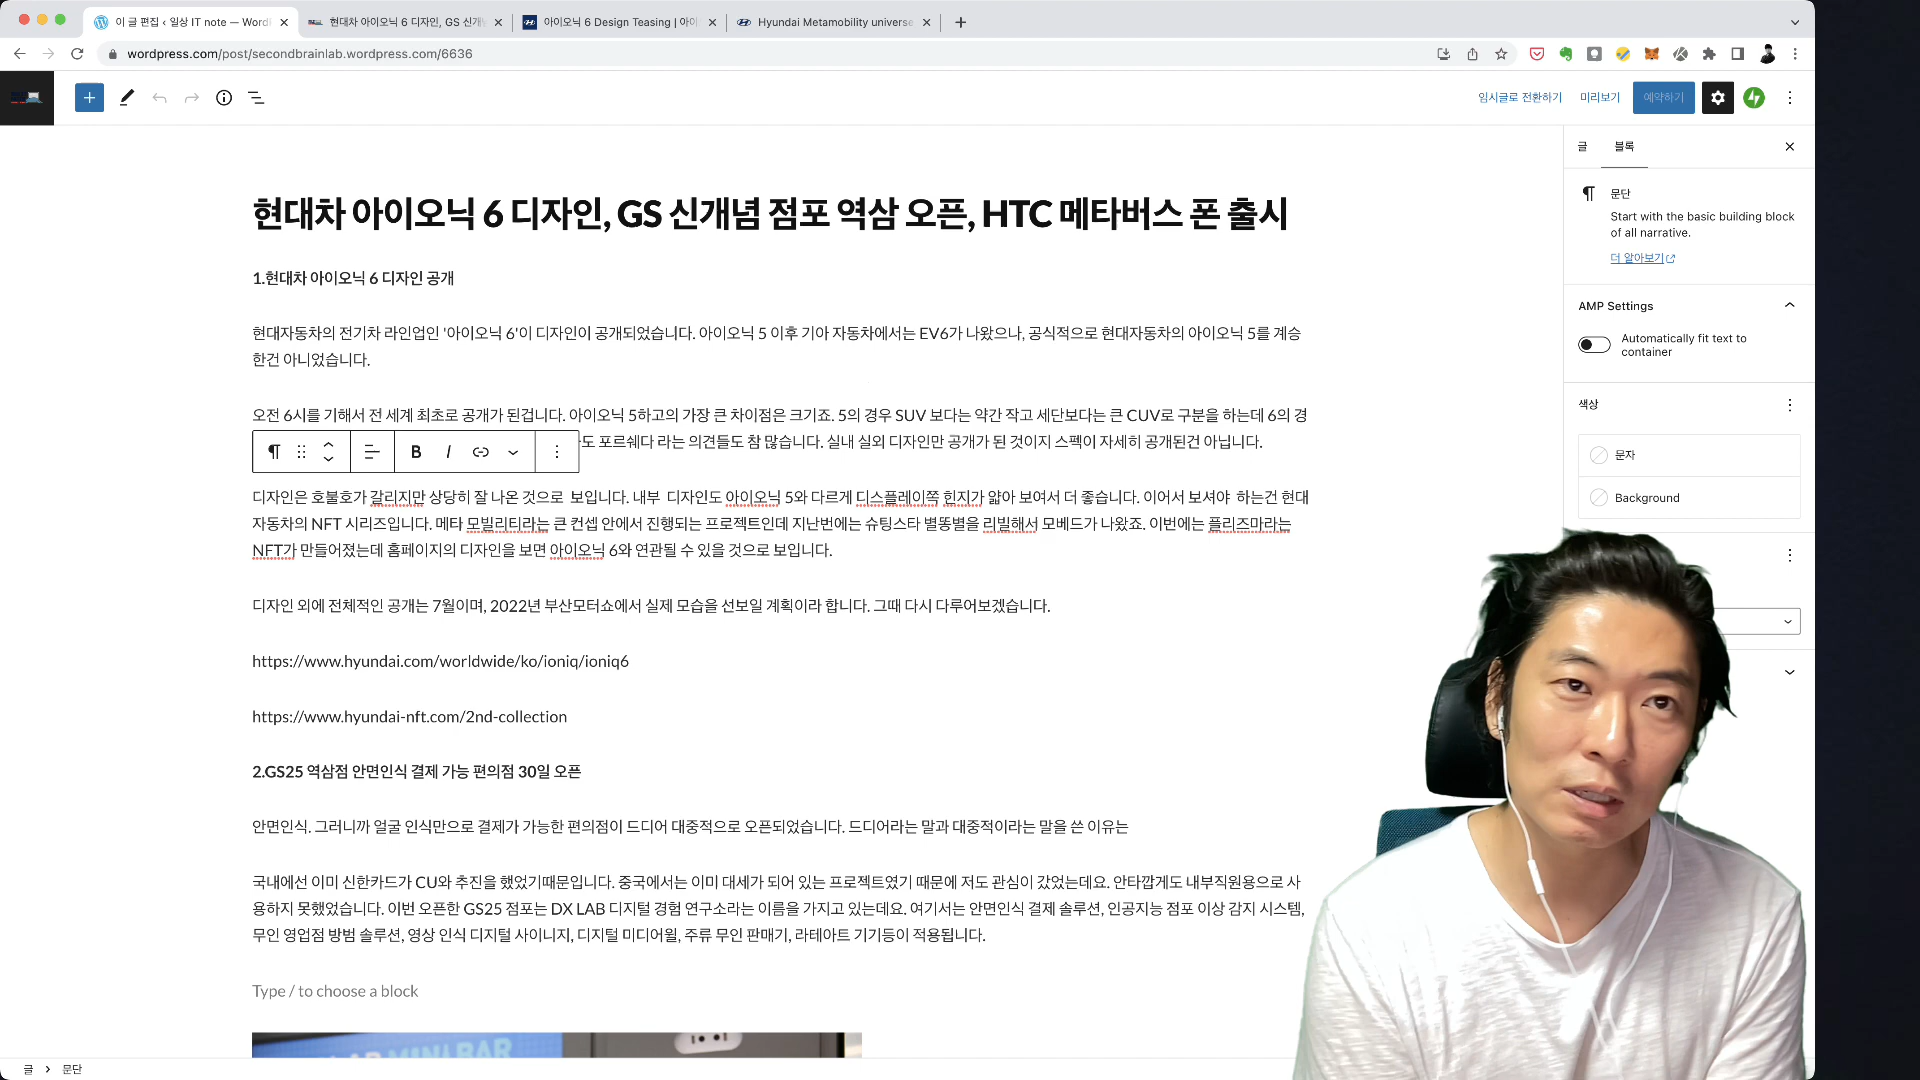 이 글 편집 ‹ 일상 IT note — Word
현대차 아이오닉 6 디자인, GS 신개
아이오닉 6 Design Teasing | 아이
Hyundai Metamobility universe
wordpress.com/post/secondbrainlab.wordpress.com/6636
임시글로 전환하기
미리보기
예약하기
글
블록
현대차 아이오닉 6 디자인, GS 신개념 점포 역삼 오픈, HTC 메타버스 폰 출시
1.현대차 아이오닉 6 디자인 공개
현대자동차의 전기차 라인업인 '아이오닉 6'이 디자인이 공개되었습니다. 아이오닉 5 이후 기아 자동차에서는 EV6가 나왔으나, 공식적으로 현대자동차의 아이오닉 5를 계승
한건 아니었습니다.
오전 6시를 기해서 전 세계 최초로 공개가 된겁니다. 아이오닉 5하고의 가장 큰 차이점은 크기죠. 5의 경우 SUV 보다는 약간 작고 세단보다는 큰 CUV로 구분을 하는데 6의 경
도 포르쉐다 라는 의견들도 참 많습니다. 실내 실외 디자인만 공개가 된 것이지 스펙이 자세히 공개된건 아닙니다.
B I
디자인은 호불호가 갈리지만 상당히 잘 나온 것으로  보입니다. 내부  디자인도 아이오닉 5와 다르게 디스플레이쪽 힌지가 얇아 보여서 더 좋습니다. 이어서 보셔야  하는건 현대
자동차의 NFT 시리즈입니다. 메타 모빌리티라는 큰 컨셉 안에서 진행되는 프로젝트인데 지난번에는 슈팅스타 별똥별을 리빌해서 모베드가 나왔죠. 이번에는 플리즈마라는
NFT가 만들어졌는데 홈페이지의 디자인을 보면 아이오닉 6와 연관될 수 있을 것으로 보입니다.
디자인 외에 전체적인 공개는 7월이며, 2022년 부산모터쇼에서 실제 모습을 선보일 계획이라 합니다. 그때 다시 다루어보겠습니다.
https://www.hyundai.com/worldwide/ko/ioniq/ioniq6
https://www.hyundai-nft.com/2nd-collection
2.GS25 역삼점 안면인식 결제 가능 편의점 30일 오픈
안면인식. 그러니까 얼굴 인식만으로 결제가 가능한 편의점이 드디어 대중적으로 오픈되었습니다. 드디어라는 말과 대중적이라는 말을 쓴 이유는
국내에선 이미 신한카드가 CU와 추진을 했었기때문입니다. 중국에서는 이미 대세가 되어 있는 프로젝트였기 때문에 저도 관심이 갔었는데요. 안타깝게도 내부직원용으로 사
용하지 못했었습니다. 이번 오픈한 GS25 점포는 DX LAB 디지털 경험 연구소라는 이름을 가지고 있는데요. 여기서는 안면인식 결제 솔루션, 인공지능 점포 이상 감지 시스템,
무인 영업점 방범 솔루션, 영상 인식 디지털 사이니지, 디지털 미디어월, 주류 무인 판매기, 라테아트 기기등이 적용됩니다.
Type / to choose a block
MINI BAR
문단
Start with the basic building block
of all narrative.
더 알아보기
AMP Settings
Automatically fit text to
container
색상
문자
Background
글 > 문단